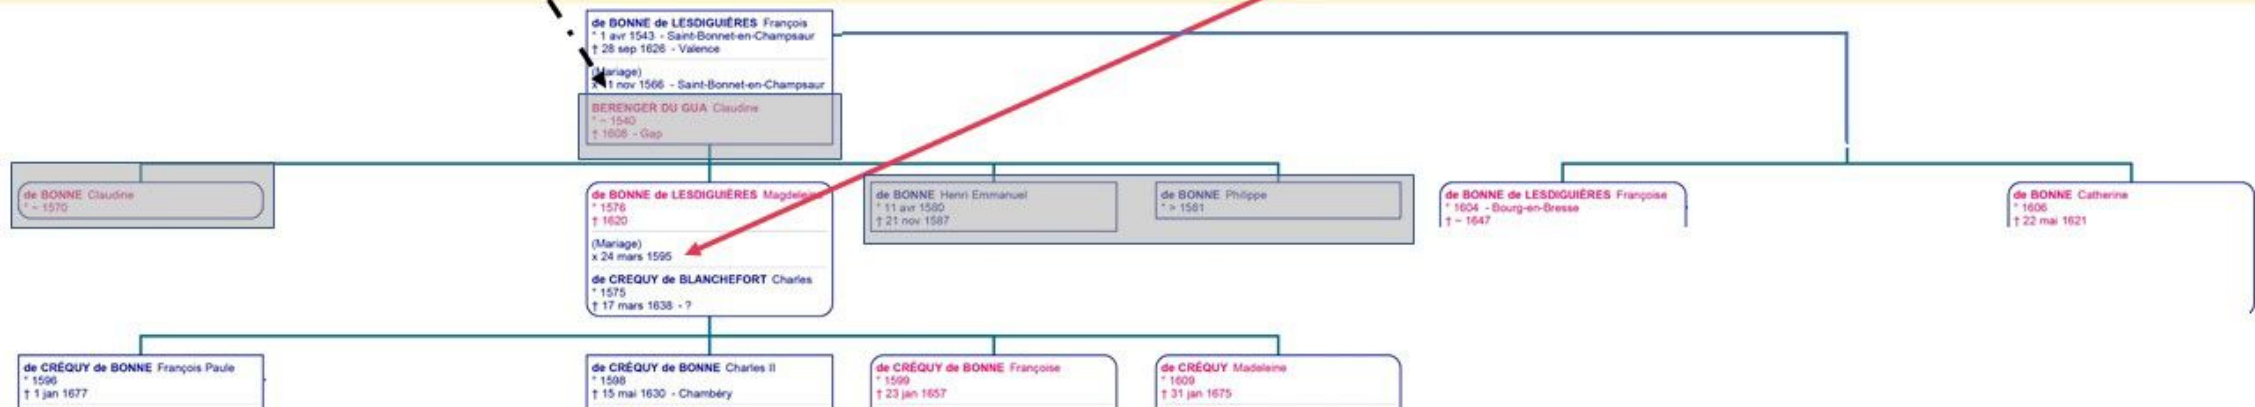 de BONNE de LESDIGUIÈRES François
° 1 avr 1543 - Saint-Bonnet-en-Champsaur
† 28 sep 1626 - Valence
(Mariage)
x 1 nov 1566 - Saint-Bonnet-en-Champsaur
BERENGER DU GUA Claudine
° ~ 1540
† 1608 - Gap
de BONNE Claudine
° ~ 1570
de BONNE de LESDIGUIÈRES Magdeleine
° 1576
† 1620
(Mariage)
x 24 mars 1595
de CREQUY de BLANCHEFORT Charles
° 1575
† 17 mars 1638 - ?
de BONNE Henri Emmanuel
° 11 avr 1580
† 21 nov 1587
de BONNE Philippe
° > 1581
de BONNE de LESDIGUIÈRES Françoise
° 1604 - Bourg-en-Bresse
† ~ 1647
de BONNE Catherine
° 1606
† 22 mai 1621
de CRÉQUY de BONNE François Paule
° 1596
† 1 jan 1677
de CRÉQUY de BONNE Charles II
° 1598
† 15 mai 1630 - Chambéry
de CRÉQUY de BONNE Françoise
° 1599
† 23 jan 1657
de CRÉQUY Madeleine
° 1609
† 31 jan 1675